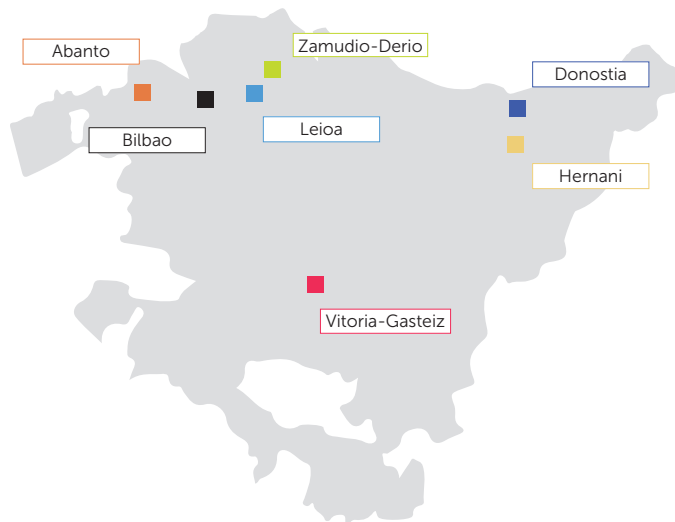 Zamudio-Derio
Abanto
Donostia
Leioa
Bilbao
Hernani
Vitoria-Gasteiz